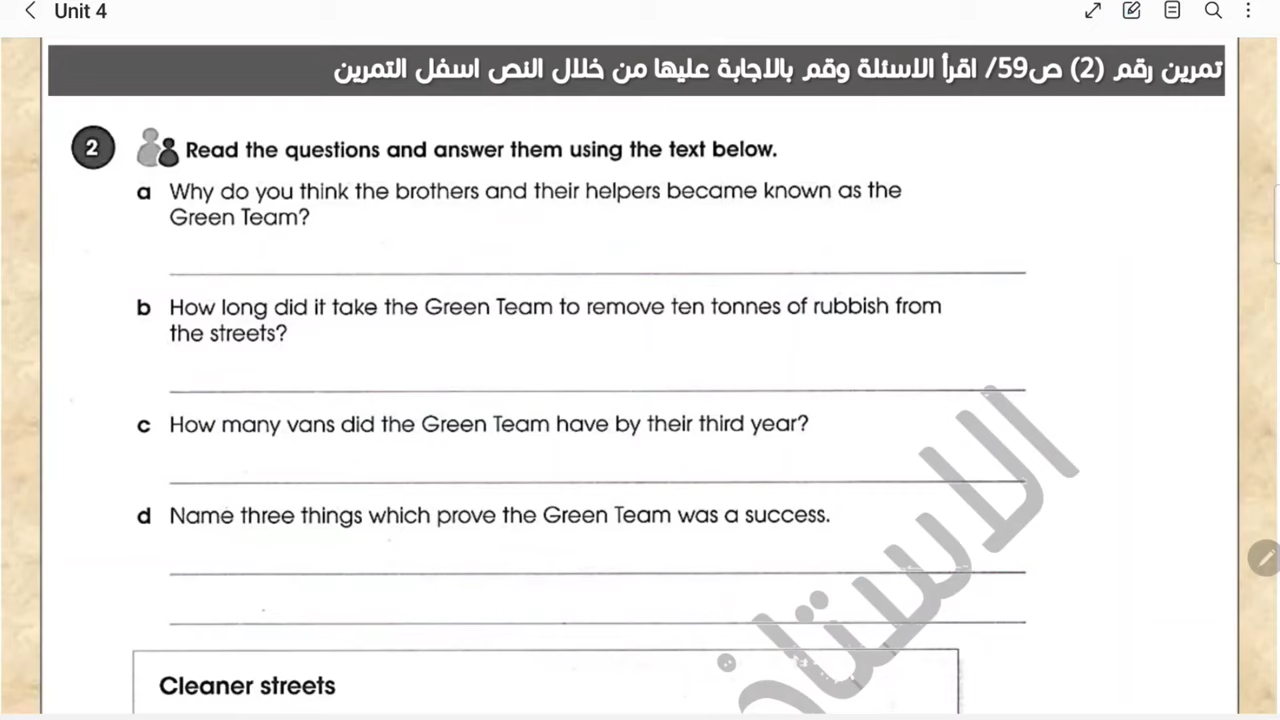 Unit 4
تمرين رقم (2) ص59/ اقرأ الاسئلة وقم بالاجابة عليها من خلال النص اسفل التمرين
2 Read the questions and answer them using the text below.
a Why do you think the brothers and their helpers became known as the
Green Team?
b How long did it take the Green Team to remove ten tonnes of rubbish from
the streets?
c How many vans did the Green Team have by their third year?
d Name three things which prove the Green Team was a success.
الاستاذ
Cleaner streets